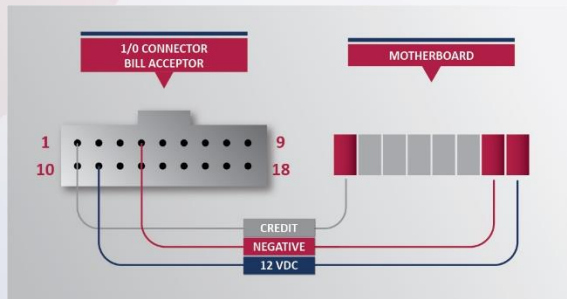 1/0 CONNECTOR
BILL ACCEPTOR
MOTHERBOARD
1
9
10
18
CREDIT
NEGATIVE
12 VDC